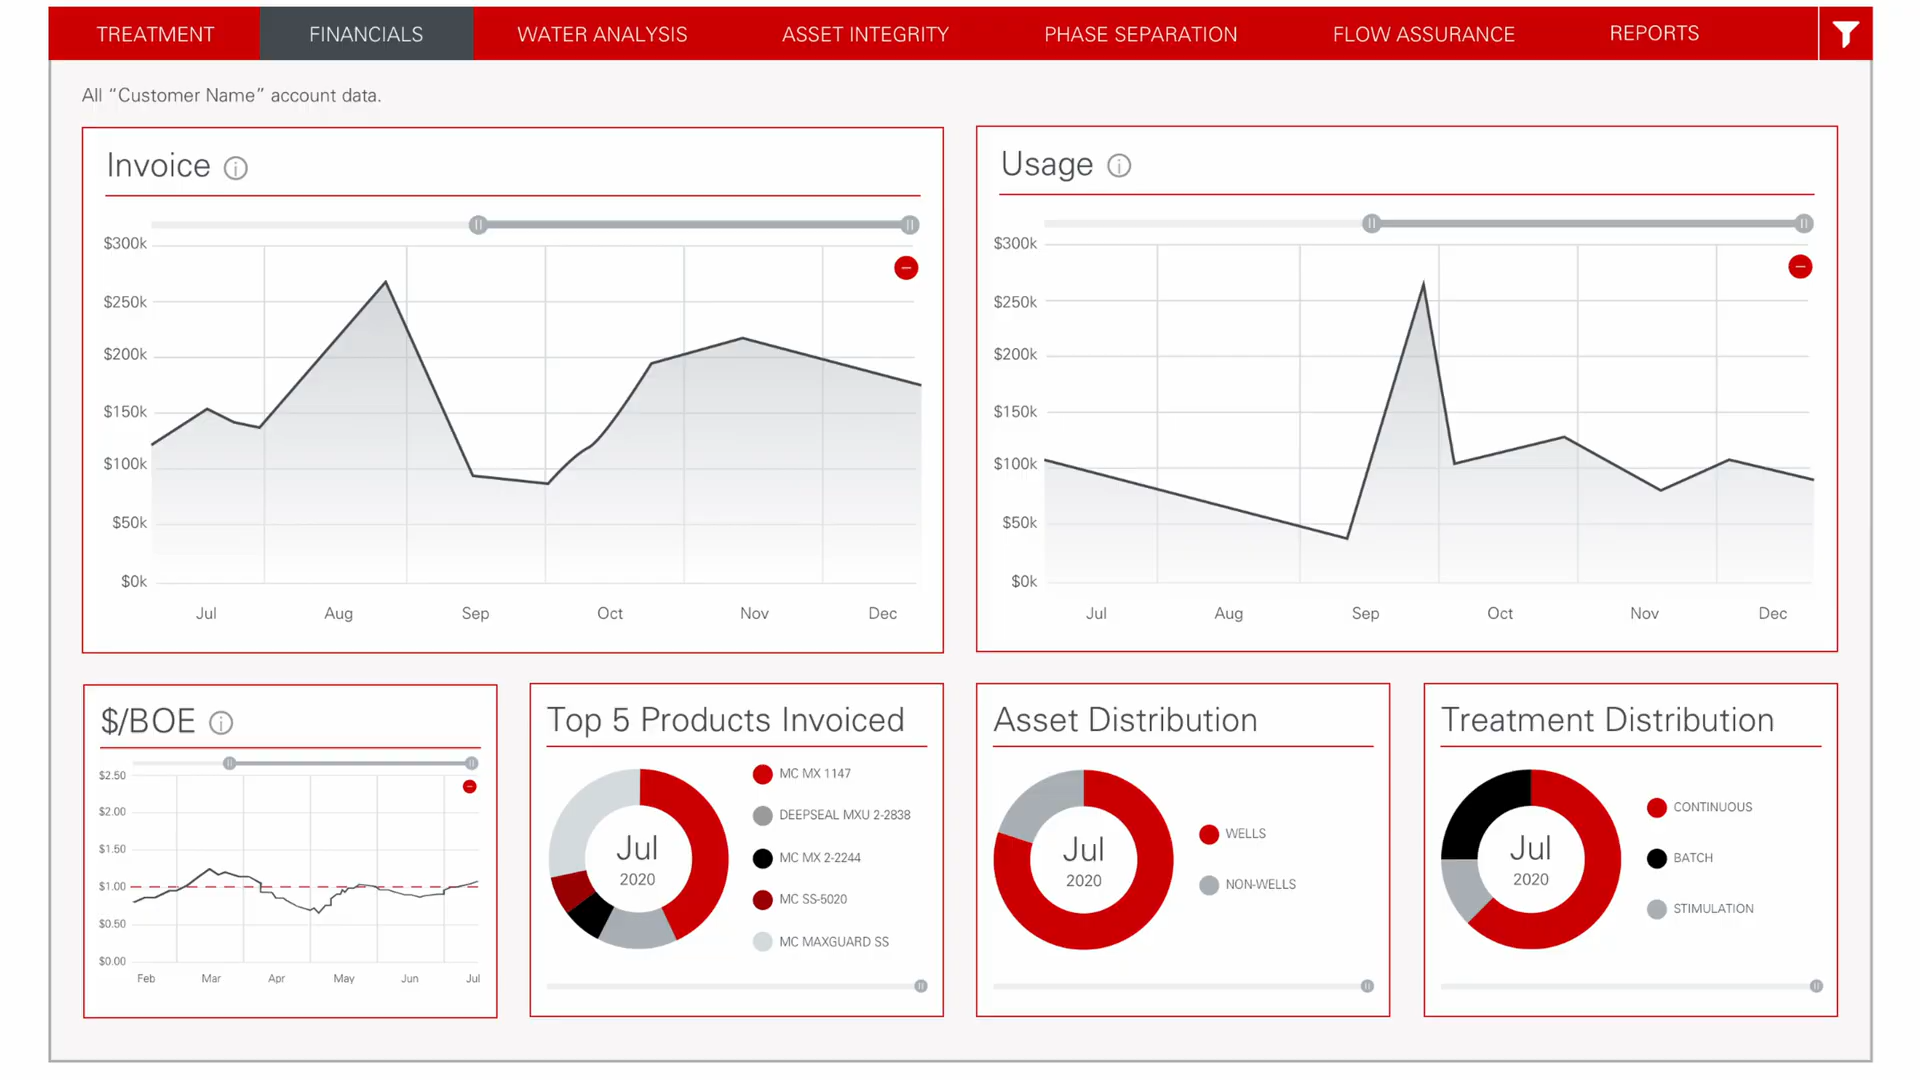 TREATMENT FINANCIALS WATER ANALYSIS ASSET INTEGRITY PHASE SEPARATION FLOW ASSURANCE REPORTS
All “Customer Name” account data.
Invoice
$300k
$250k
$200k
$150k
$100k
$50k
$0k
Jul Aug Sep Oct Nov Dec
Usage
$300k
$250k
$200k
$150k
$100k
$50k
$0k
Jul Aug Sep Oct Nov Dec
$/BOE
$2.50
$2.00
$1.50
$1.00
$0.50
$0.00
Feb Mar Apr May Jun Jul
Top 5 Products Invoiced
Jul
2020
MC MX 1147
DEEPSEAL MXU 2-2838
MC MX 2-2244
MC SS-5020
MC MAXGUARD SS
Asset Distribution
Jul
2020
WELLS
NON-WELLS
Treatment Distribution
Jul
2020
CONTINUOUS
BATCH
STIMULATION